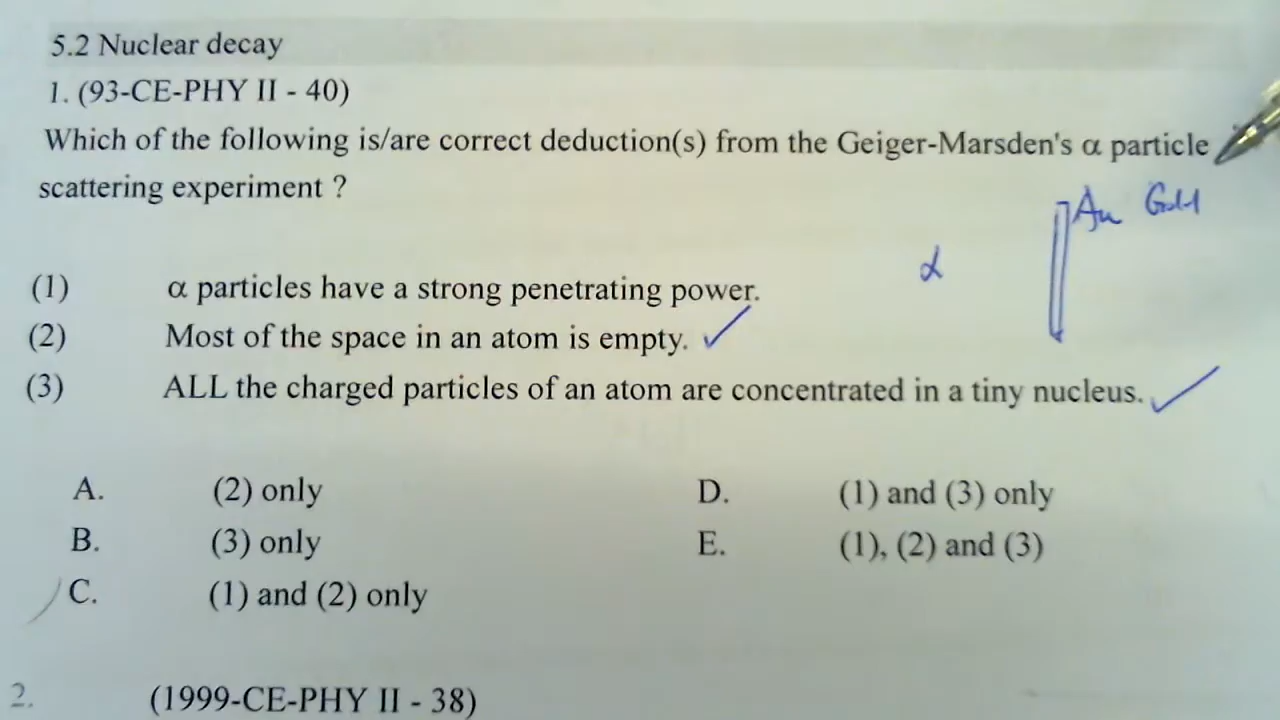 5.2 Nuclear decay
1. (93-CE-PHY II - 40)
Which of the following is/are correct deduction(s) from the Geiger-Marsden's α particle
scattering experiment ?
Au Gold
α
(1) α particles have a strong penetrating power.
(2) Most of the space in an atom is empty. ✓
(3) ALL the charged particles of an atom are concentrated in a tiny nucleus. ✓
A. (2) only D. (1) and (3) only
B. (3) only E. (1), (2) and (3)
C. (1) and (2) only
2. (1999-CE-PHY II - 38)